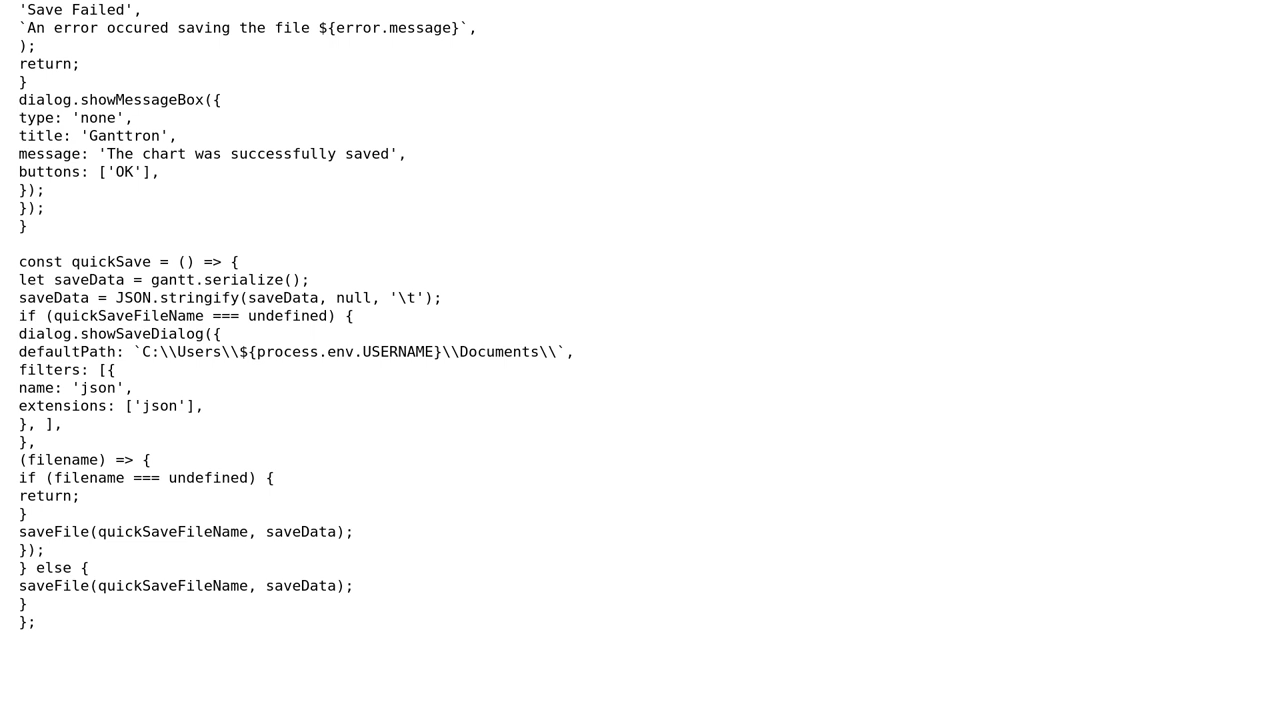 'Save Failed',
`An error occured saving the file ${error.message}`,
);
return;
}
dialog.showMessageBox({
type: 'none',
title: 'Ganttron',
message: 'The chart was successfully saved',
buttons: ['OK'],
});
});
}

const quickSave = () => {
let saveData = gantt.serialize();
saveData = JSON.stringify(saveData, null, '\t');
if (quickSaveFileName === undefined) {
dialog.showSaveDialog({
defaultPath: `C:\\Users\\${process.env.USERNAME}\\Documents\\`,
filters: [{
name: 'json',
extensions: ['json'],
}, ],
},
(filename) => {
if (filename === undefined) {
return;
}
saveFile(quickSaveFileName, saveData);
});
} else {
saveFile(quickSaveFileName, saveData);
}
};